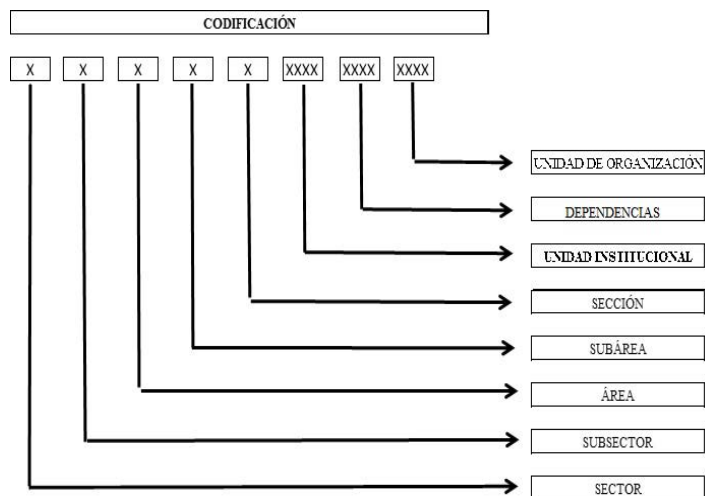 CODIFICACIÓN
X X X X X XXXX XXXX XXXX
UNIDAD DE ORGANIZACIÓN
DEPENDENCIAS
UNIDAD INSTITUCIONAL
SECCIÓN
SUBÁREA
ÁREA
SUBSECTOR
SECTOR